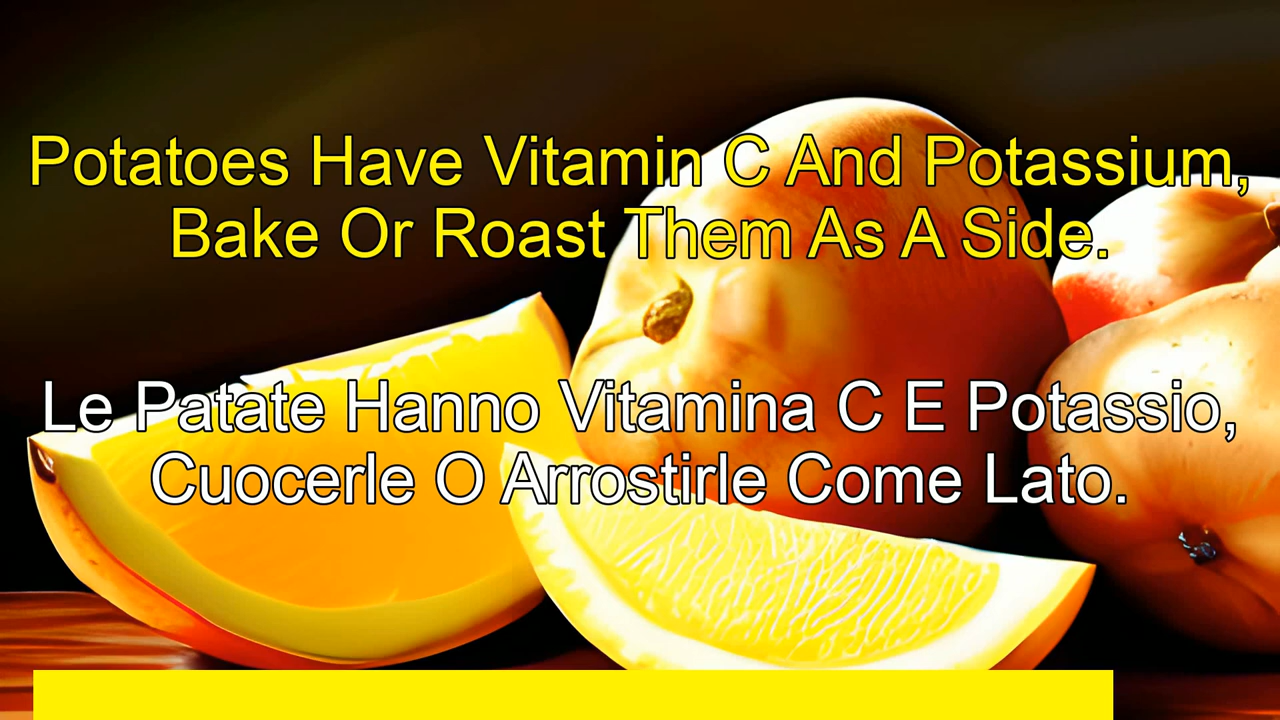 Potatoes Have Vitamin C And Potassium,
Bake Or Roast Them As A Side.
Le Patate Hanno Vitamina C E Potassio,
Cuocerle O Arrostirle Come Lato.